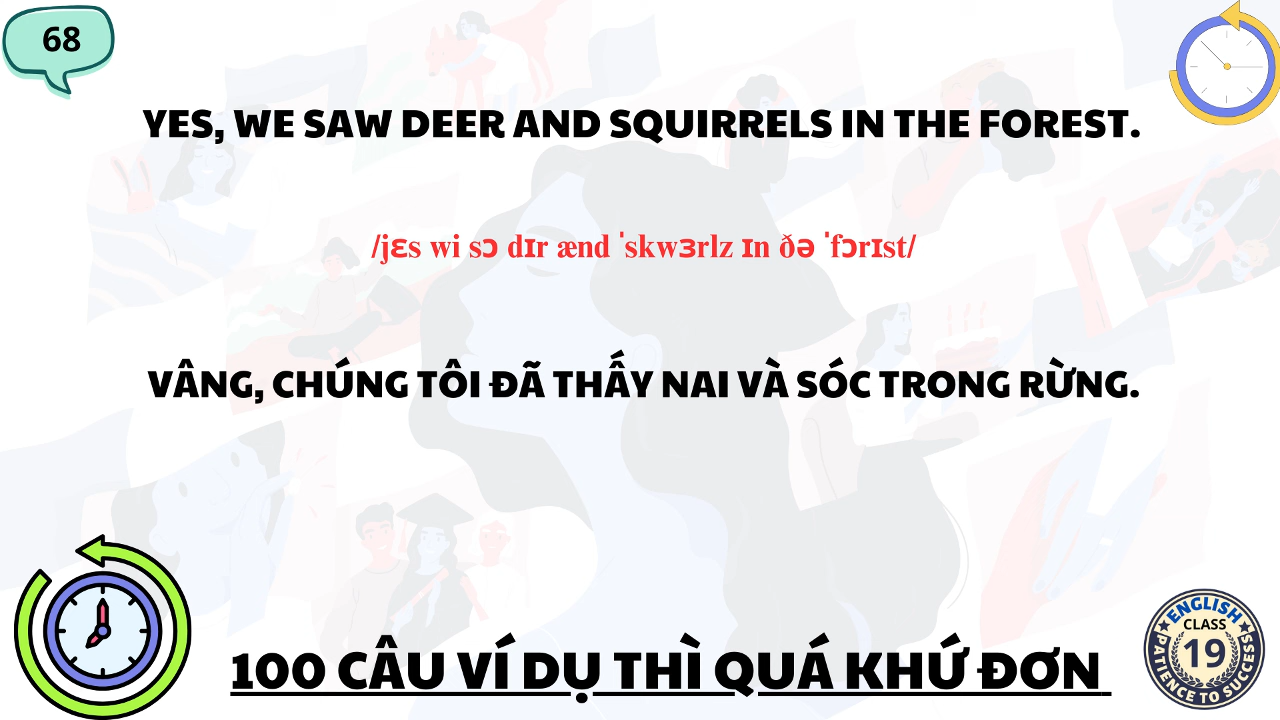 68
YES, WE SAW DEER AND SQUIRRELS IN THE FOREST.
/jɛs wi sɔ dɪr ænd ˈskwɜrlz ɪn ðə ˈfɔrɪst/
VÂNG, CHÚNG TÔI ĐÃ THẤY NAI VÀ SÓC TRONG RỪNG.
100 CÂU VÍ DỤ THÌ QUÁ KHỨ ĐƠN
ENGLISH
CLASS
19
PATIENCE TO SUCCESS